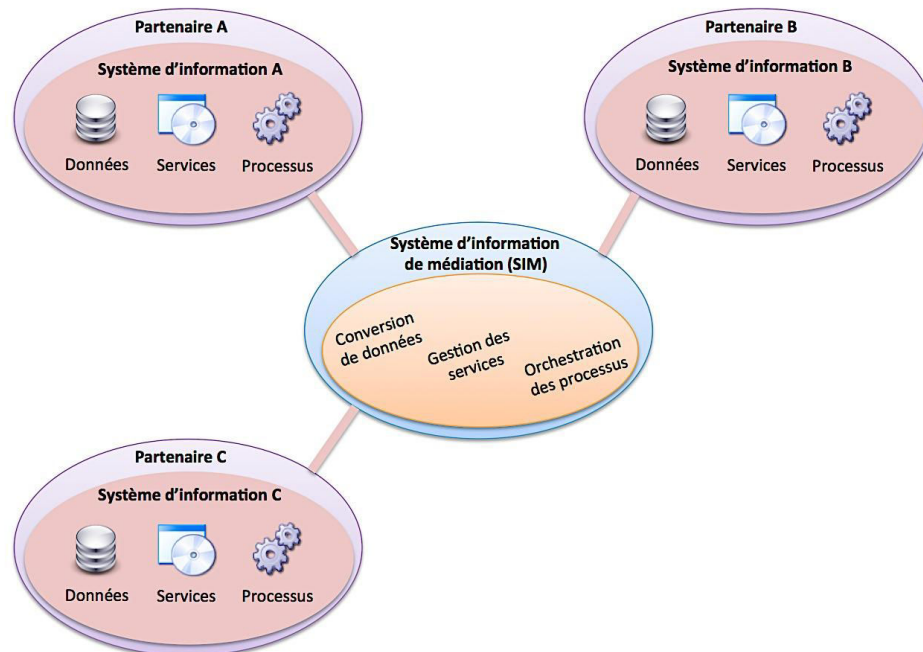 Partenaire A
Système d'information A
Données
Services
Processus
Partenaire B
Système d'information B
Données
Services
Processus
Système d'information
de médiation (SIM)
Conversion
de données
Gestion des
services
Orchestration
des processus
Partenaire C
Système d'information C
Données
Services
Processus